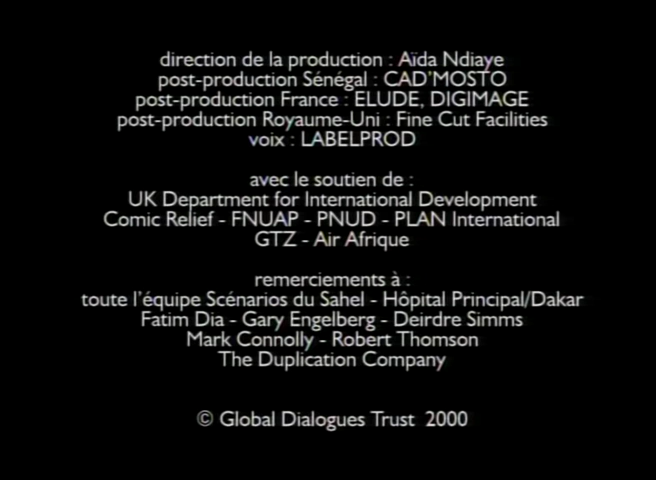 direction de la production : Aïda Ndiaye
post-production Sénégal : CAD'MOSTO
post-production France : ELUDE, DIGIMAGE
post-production Royaume-Uni : Fine Cut Facilities
voix : LABELPROD
avec le soutien de :
UK Department for International Development
Comic Relief - FNUAP - PNUD - PLAN International
GTZ - Air Afrique
remerciements à :
toute l'équipe Scénarios du Sahel - Hôpital Principal/Dakar
Fatim Dia - Gary Engelberg - Deirdre Simms
Mark Connolly - Robert Thomson
The Duplication Company
© Global Dialogues Trust 2000